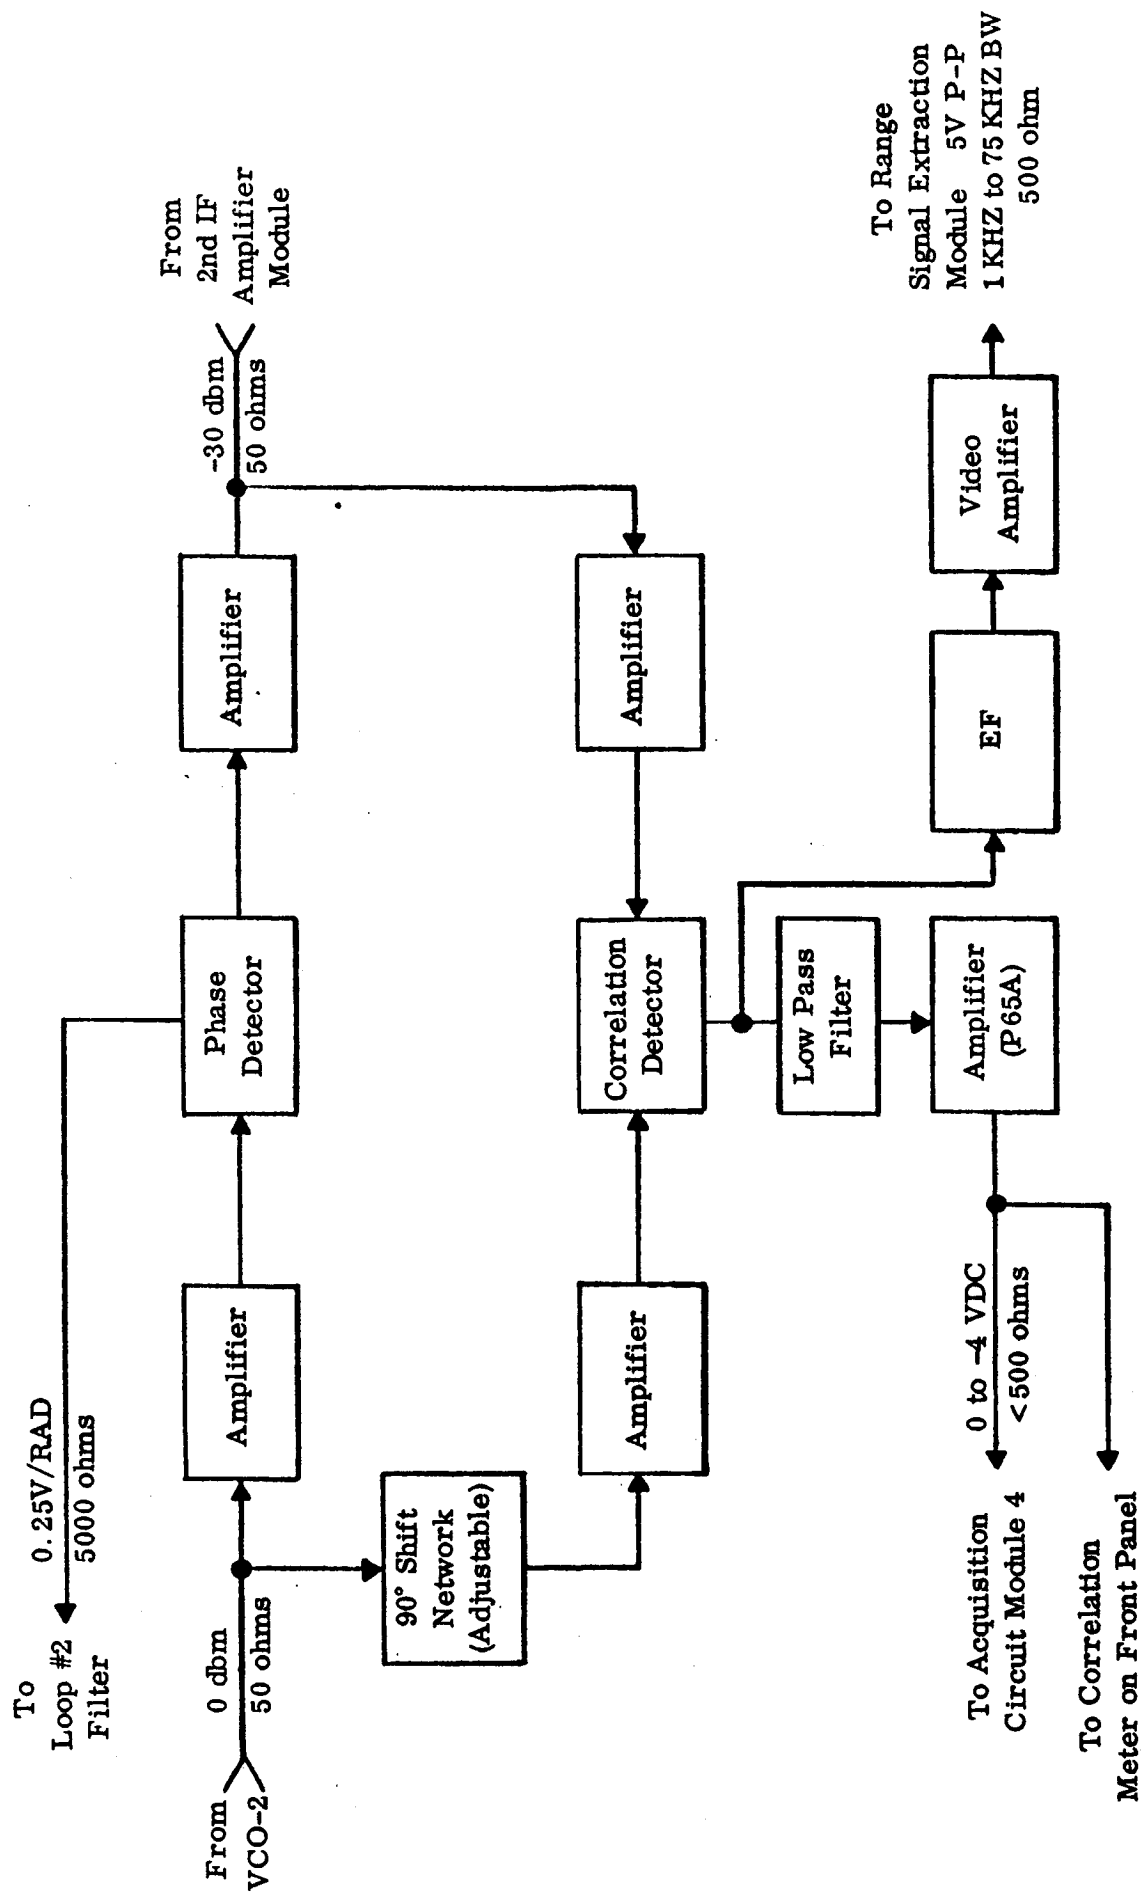 To
Loop #2
Filter
0.25V/RAD
5000 ohms
From
VCO-2
0 dbm
50 ohms
Amplifier
Phase
Detector
Amplifier
-30 dbm
50 ohms
From
2nd IF
Amplifier
Module
90° Shift
Network
(Adjustable)
Amplifier
Correlation
Detector
Amplifier
Low Pass
Filter
To Acquisition
Circuit Module 4
0 to -4 VDC
<500 ohms
Amplifier
(P65A)
EF
Video
Amplifier
To Range
Signal Extraction
Module 5V P-P
1 KHZ to 75 KHZ BW
500 ohm
To Correlation
Meter on Front Panel